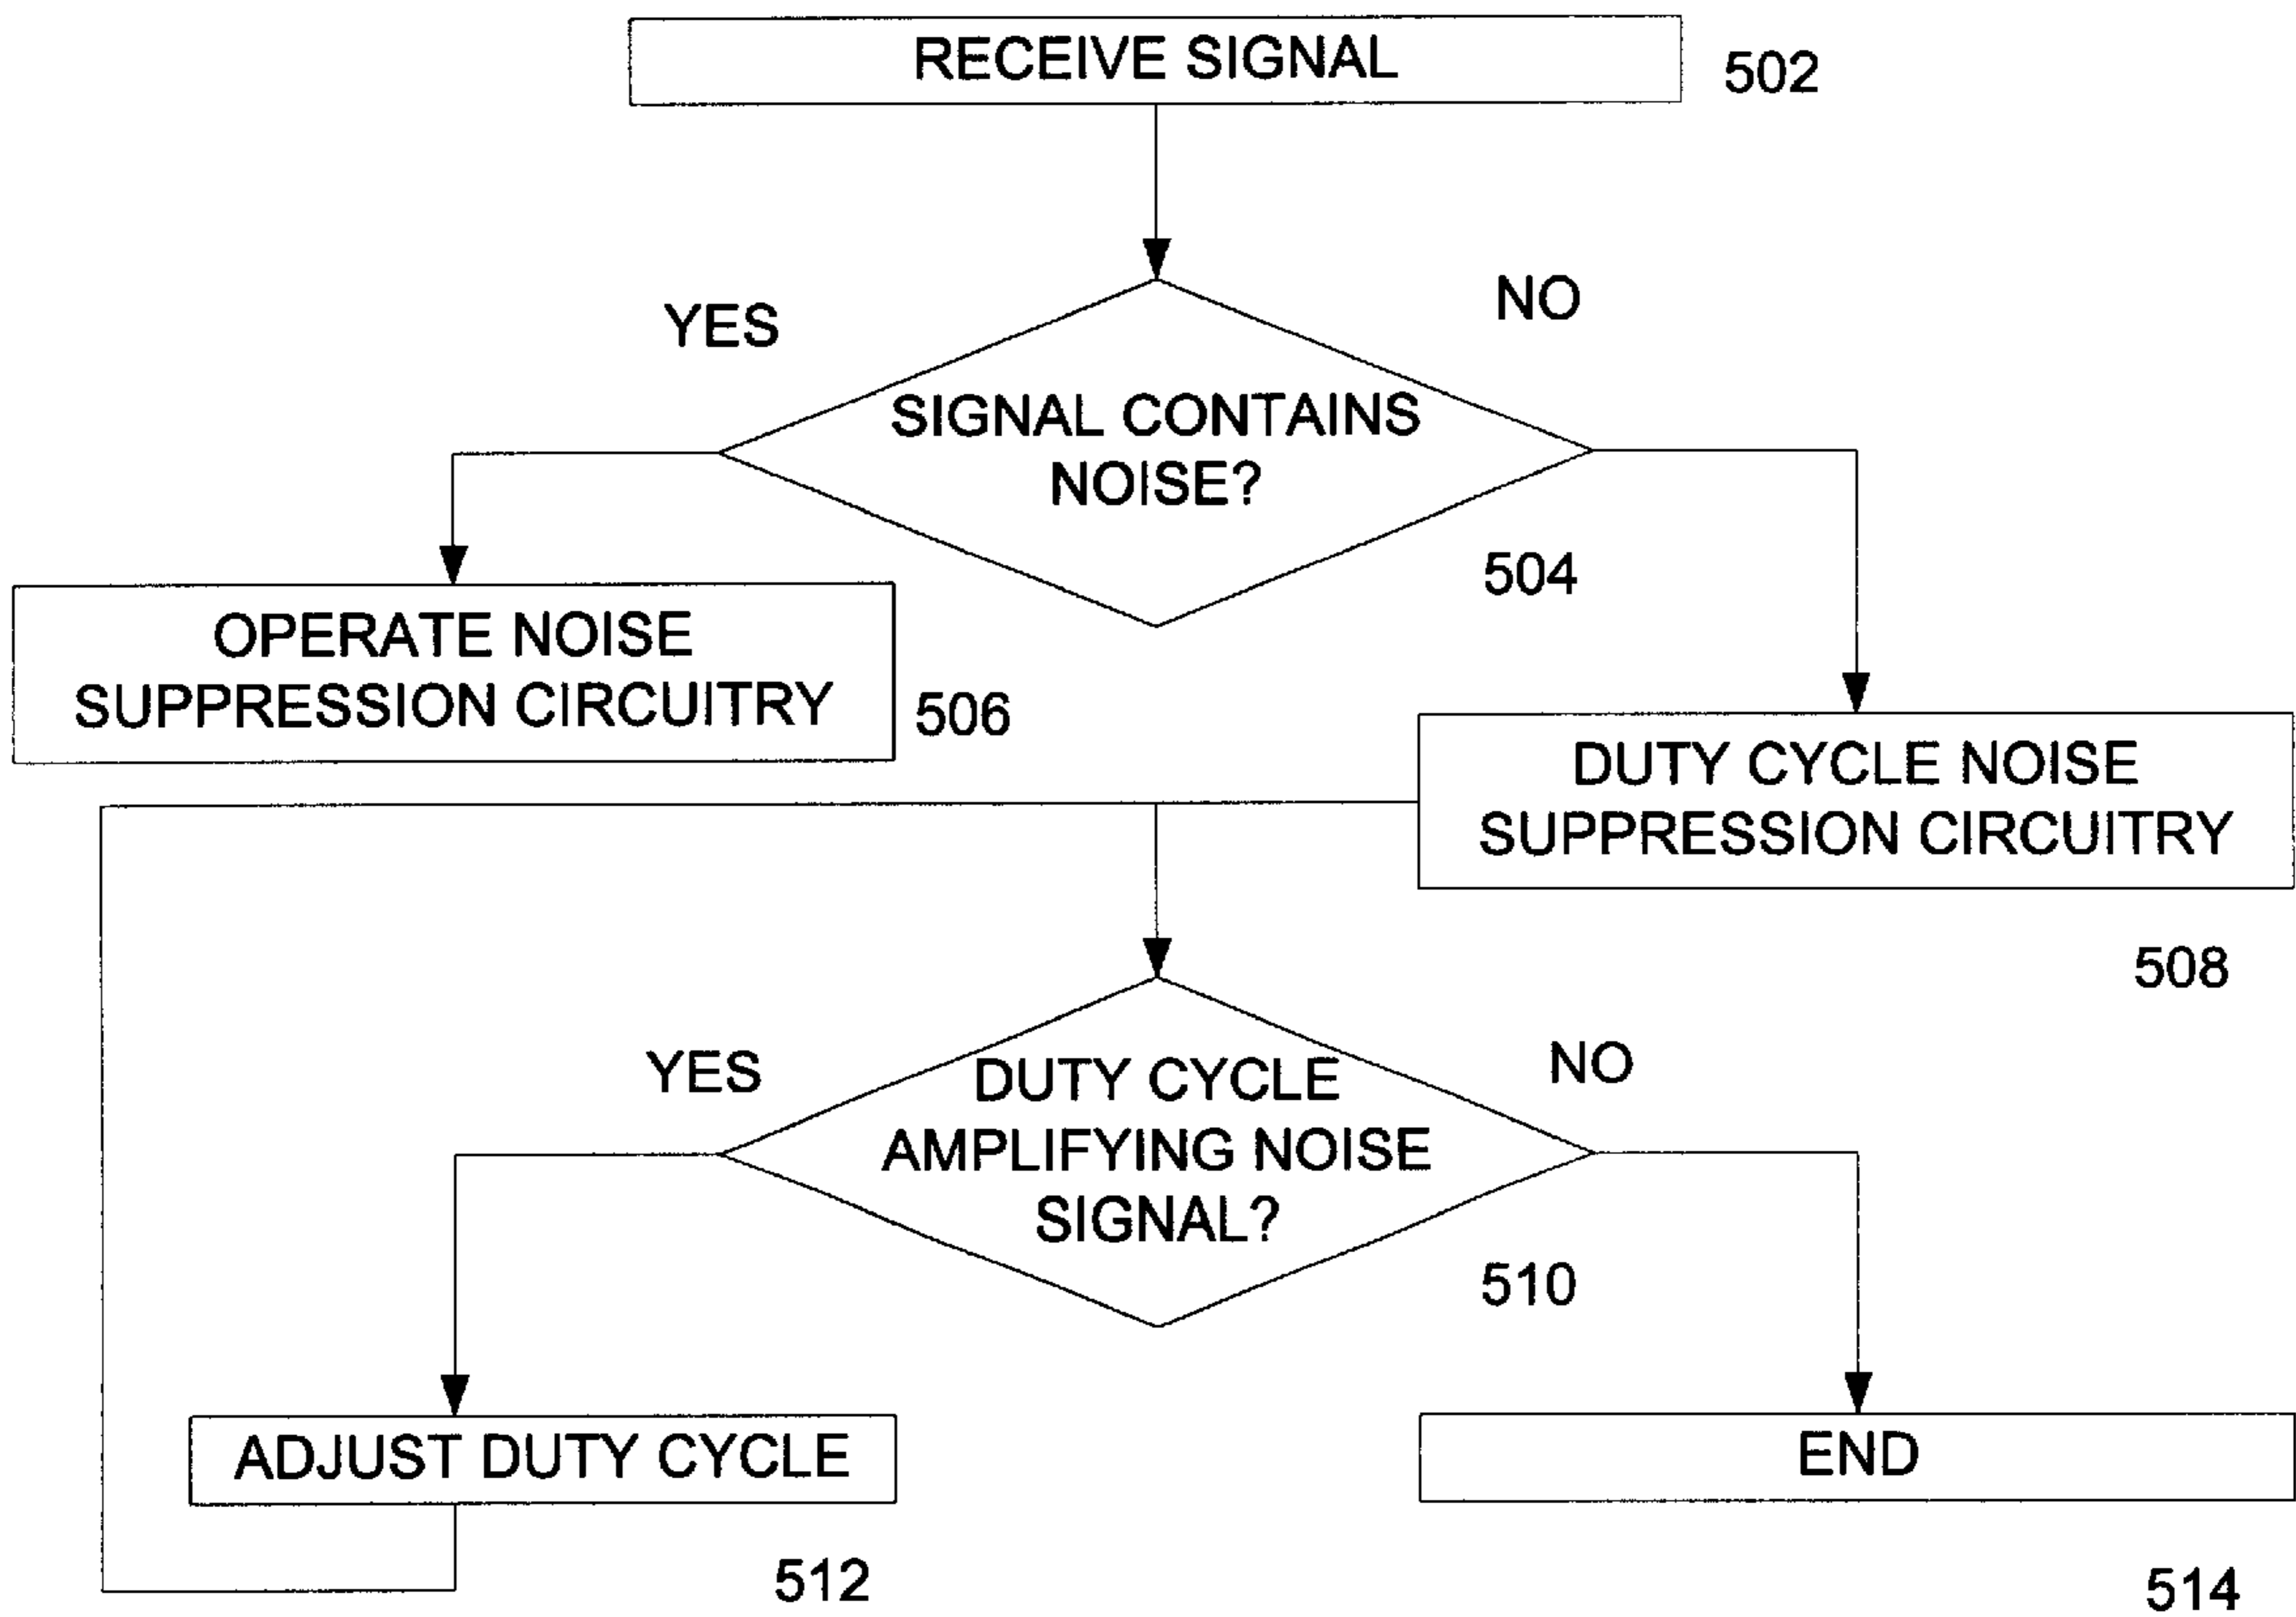 RECEIVE SIGNAL
502
YES
NO
SIGNAL CONTAINS
NOISE?
504
OPERATE NOISE
SUPPRESSION CIRCUITRY
506
DUTY CYCLE NOISE
SUPPRESSION CIRCUITRY
508
YES
NO
DUTY CYCLE
AMPLIFYING NOISE
SIGNAL?
510
ADJUST DUTY CYCLE
512
END
514